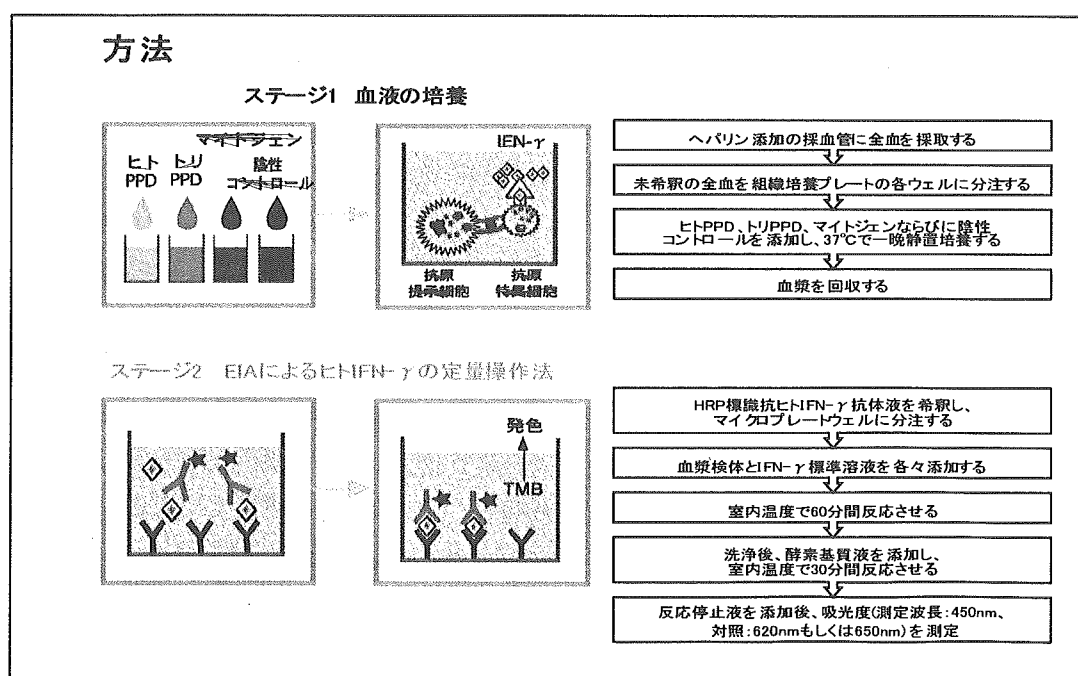 方法
ステージ1 血液の培養
マイトジェン
ヒト
PPD
トリ
PPD
陰性
コントロール
IFN-γ
抗原
提示細胞
抗原
特異細胞
ヘパリン添加の採血管に全血を採取する
未希釈の全血を組織培養プレートの各ウェルに分注する
ヒトPPD、トリPPD、マイトジェンならびに陰性
コントロールを添加し、37℃で一晩静置培養する
血漿を回収する
ステージ2 EIAによるヒトIFN-γの定量操作法
発色
TMB
HRP標識抗ヒトIFN-γ抗体液を希釈し、
マイクロプレートウェルに分注する
血漿検体とIFN-γ標準溶液を各々添加する
室内温度で60分間反応させる
洗浄後、酵素基質液を添加し、
室内温度で30分間反応させる
反応停止液を添加後、吸光度(測定波長:450nm、
対照:620nmもしくは650nm)を測定